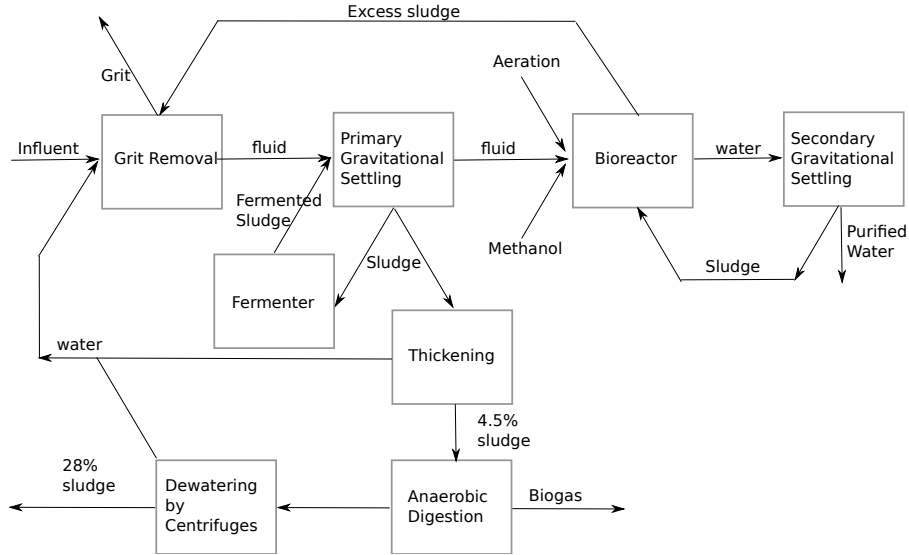 Excess sludge
Grit
Aeration
Influent
Grit Removal
fluid
Primary
Gravitational
Settling
fluid
Bioreactor
water
Secondary
Gravitational
Settling
Fermented
Sludge
Methanol
Purified
Water
Sludge
Sludge
Fermenter
water
Thickening
4.5%
sludge
28%
sludge
Dewatering
by
Centrifuges
Anaerobic
Digestion
Biogas